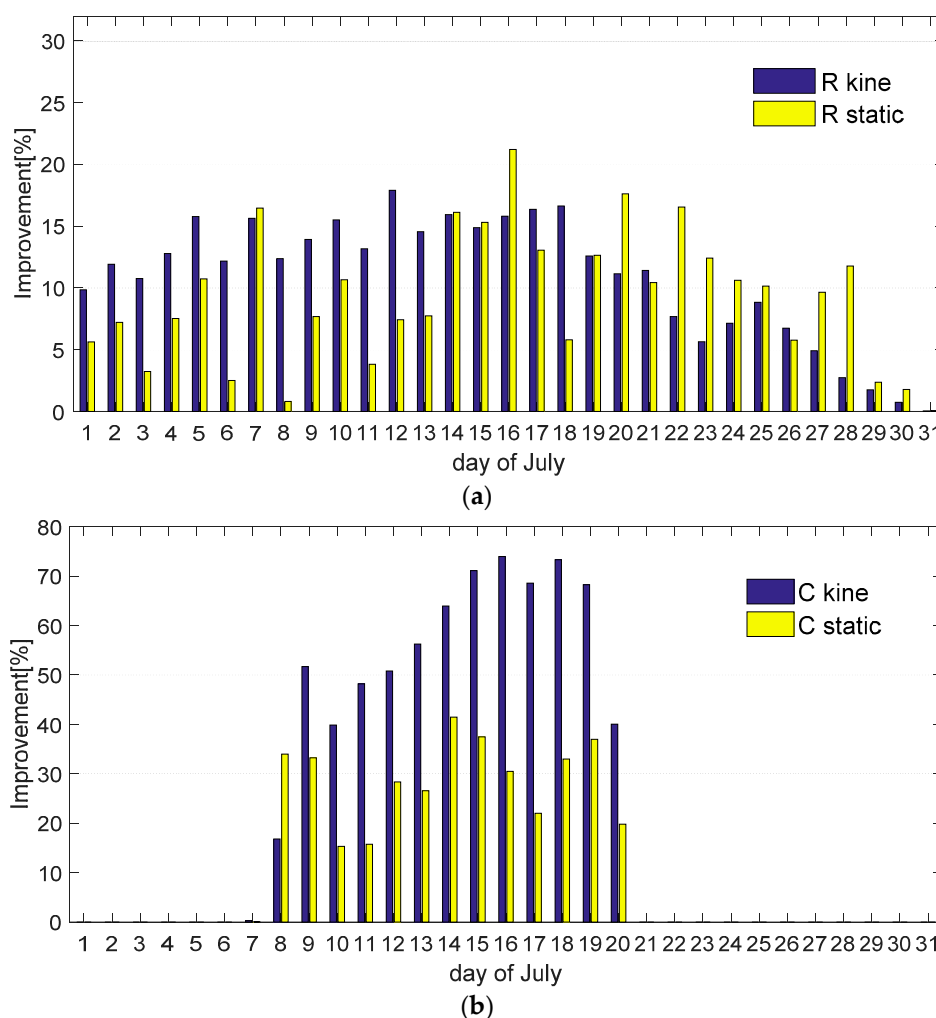 30
25
20
15
10
5
0
Improvement[%]
R kine
R static
1 2 3 4 5 6 7 8 9 10 11 12 13 14 15 16 17 18 19 20 21 22 23 24 25 26 27 28 29 30 31
day of July
(a)
80
70
60
50
40
30
20
10
0
Improvement[%]
C kine
C static
1 2 3 4 5 6 7 8 9 10 11 12 13 14 15 16 17 18 19 20 21 22 23 24 25 26 27 28 29 30 31
day of July
(b)